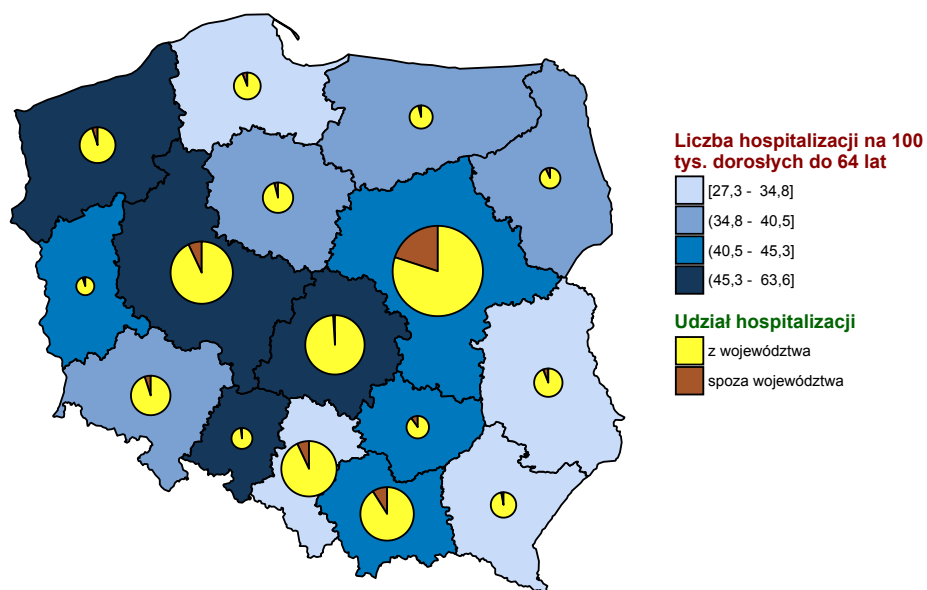 Liczba hospitalizacji na 100
tys. dorosłych do 64 lat
[27,3 - 34,8]
(34,8 - 40,5]
(40,5 - 45,3]
(45,3 - 63,6]
Udział hospitalizacji
z województwa
spoza województwa